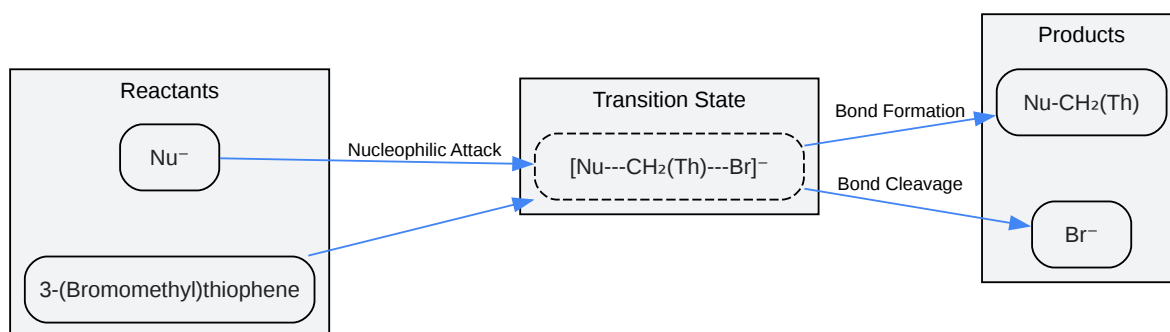 Reactants
Nu⁻
3-(Bromomethyl)thiophene
Nucleophilic Attack
Transition State
[Nu---CH₂(Th)---Br]⁻
Bond Formation
Bond Cleavage
Products
Nu-CH₂(Th)
Br⁻